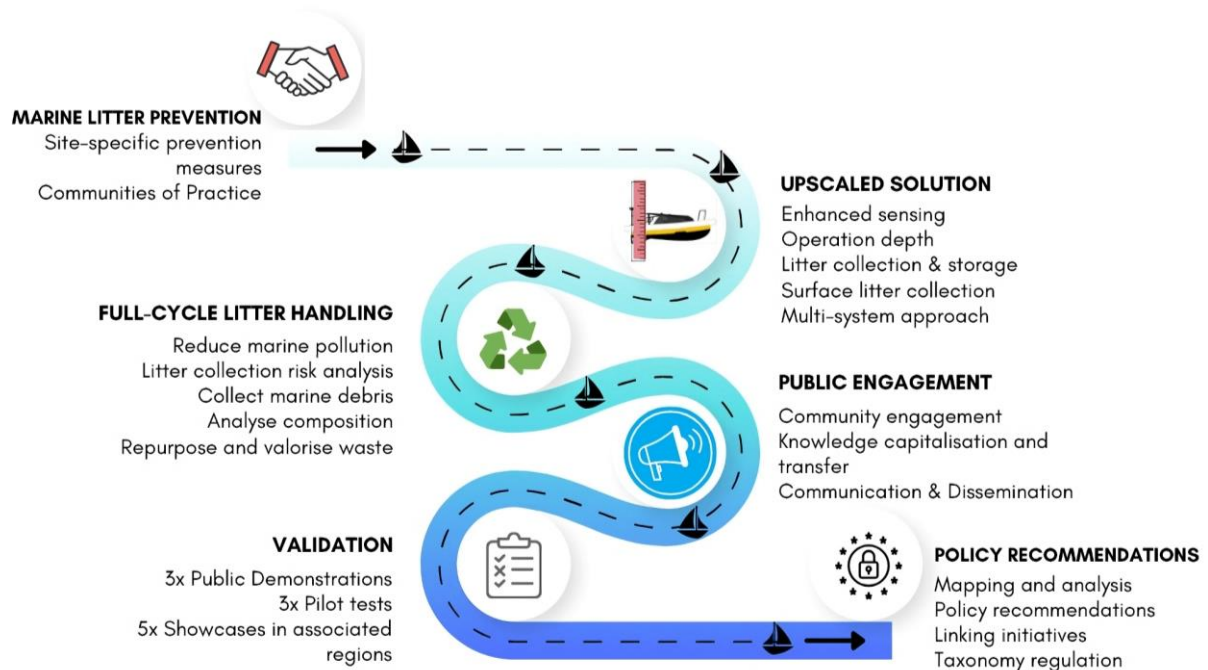 MARINE LITTER PREVENTION
Site-specific prevention
measures
Communities of Practice
UPSCALED SOLUTION
Enhanced sensing
Operation depth
Litter collection & storage
Surface litter collection
Multi-system approach
FULL-CYCLE LITTER HANDLING
Reduce marine pollution
Litter collection risk analysis
Collect marine debris
Analyse composition
Repurpose and valorise waste
PUBLIC ENGAGEMENT
Community engagement
Knowledge capitalisation and
transfer
Communication & Dissemination
VALIDATION
3x Public Demonstrations
3x Pilot tests
5x Showcases in associated
regions
POLICY RECOMMENDATIONS
Mapping and analysis
Policy recommendations
Linking initiatives
Taxonomy regulation